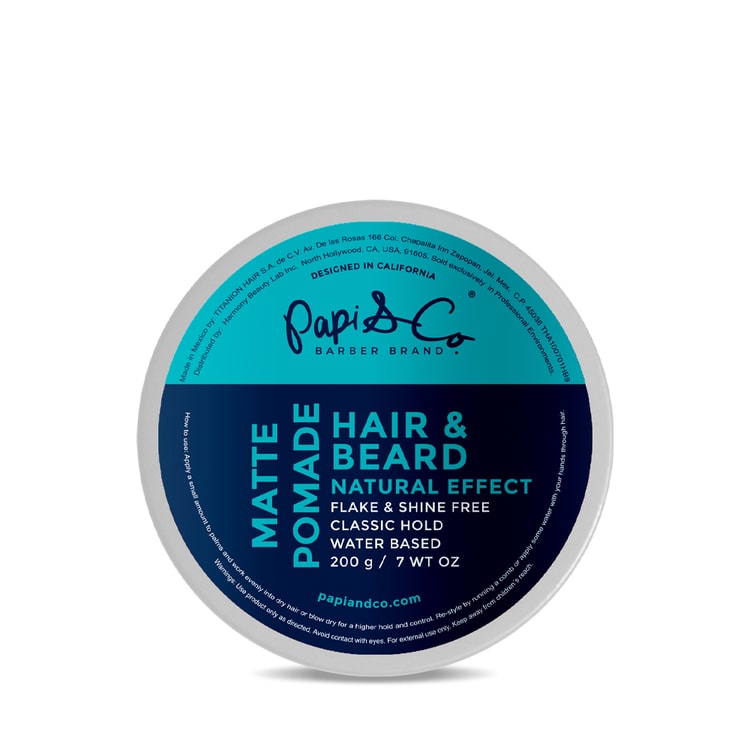 Made in Mexico by: TITANION HAIR S.A. de C.V. Av. De las Rosas 166 Col. Chapalita Inn Zapopan, Jal. Mex. C.P 45036 THA100701HB9
Distributed by: Harmony Beauty Lab Inc. North Hollywood, CA, USA, 91605. Sold exclusively in Professional Environments.
DESIGNED IN CALIFORNIA
Papi & Co. ®
BARBER BRAND
MATTE
POMADE
HAIR &
BEARD
NATURAL EFFECT
FLAKE & SHINE FREE
CLASSIC HOLD
WATER BASED
200 g / 7 WT OZ
papiandco.com
How to use: Apply a small amount to palms and work evenly into dry hair or blow dry for a higher hold and control. Re-style by running a comb or apply some water with your hands through hair.
Warnings: Use product only as directed. Avoid contact with eyes. For external use only. Keep away from children's reach.